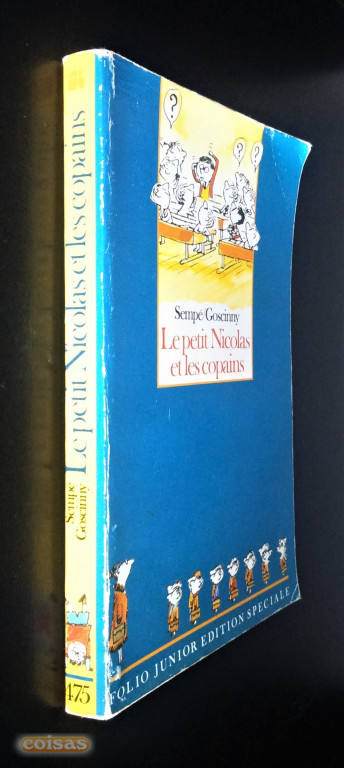 Le petit Nicolas et les copains
Sempé
Goscinny
475
?
?
?
Sempé/Goscinny
Le petit Nicolas
et les copains
FOLIO JUNIOR EDITION SPECIALE
coisas